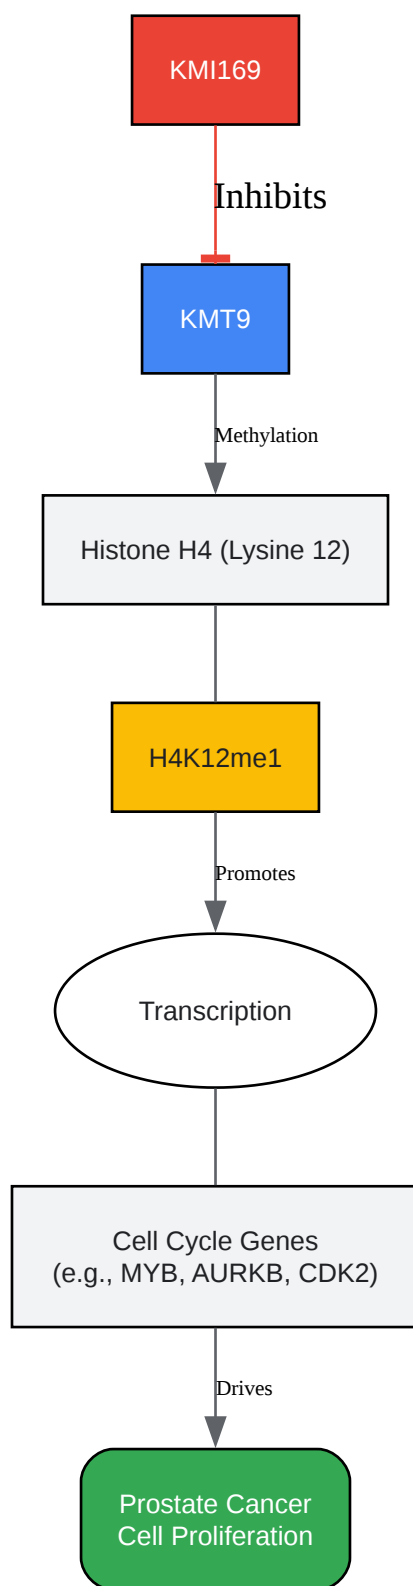 KMI169
Inhibits
KMT9
Methylation
Histone H4 (Lysine 12)
H4K12me1
Promotes
Transcription
Cell Cycle Genes
(e.g., MYB, AURKB, CDK2)
Drives
Prostate Cancer
Cell Proliferation